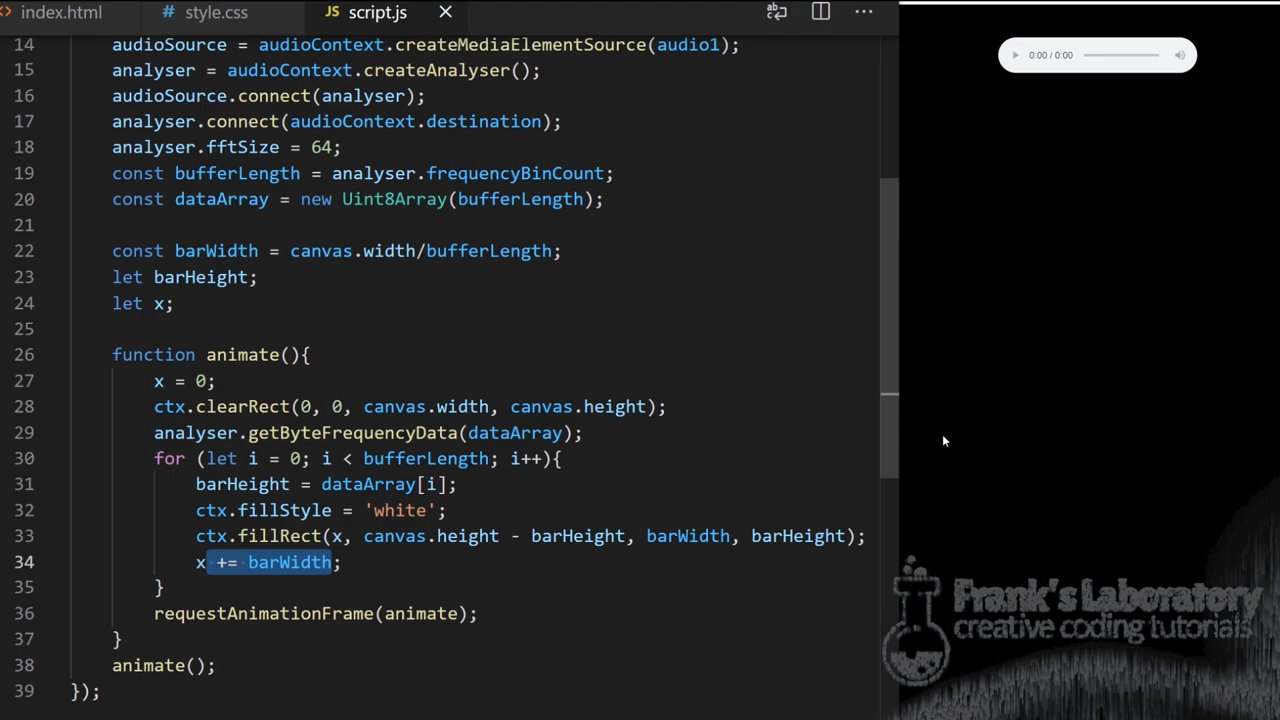 index.html
# style.css
JS script.js
14 audioSource = audioContext.createMediaElementSource(audio1);
15 analyser = audioContext.createAnalyser();
16 audioSource.connect(analyser);
17 analyser.connect(audioContext.destination);
18 analyser.fftSize = 64;
19 const bufferLength = analyser.frequencyBinCount;
20 const dataArray = new Uint8Array(bufferLength);
21
22 const barWidth = canvas.width/bufferLength;
23 let barHeight;
24 let x;
25
26 function animate(){
27 x = 0;
28 ctx.clearRect(0, 0, canvas.width, canvas.height);
29 analyser.getByteFrequencyData(dataArray);
30 for (let i = 0; i < bufferLength; i++){
31 barHeight = dataArray[i];
32 ctx.fillStyle = 'white';
33 ctx.fillRect(x, canvas.height - barHeight, barWidth, barHeight);
34 x += barWidth;
35 }
36 requestAnimationFrame(animate);
37 }
38 animate();
39 });
0:00 / 0:00
Frank's Laboratory
creative coding tutorials